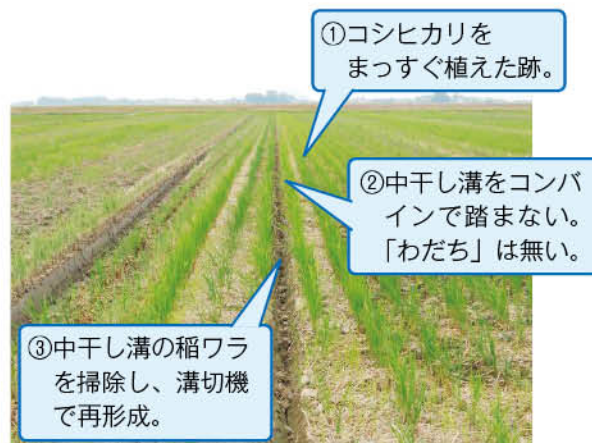 ①コシヒカリを
まっすぐ植えた跡。
②中干し溝をコンバ
インで踏まない。
「わだち」は無い。
③中干し溝の稲ワラ
を掃除し、溝切機
で再形成。